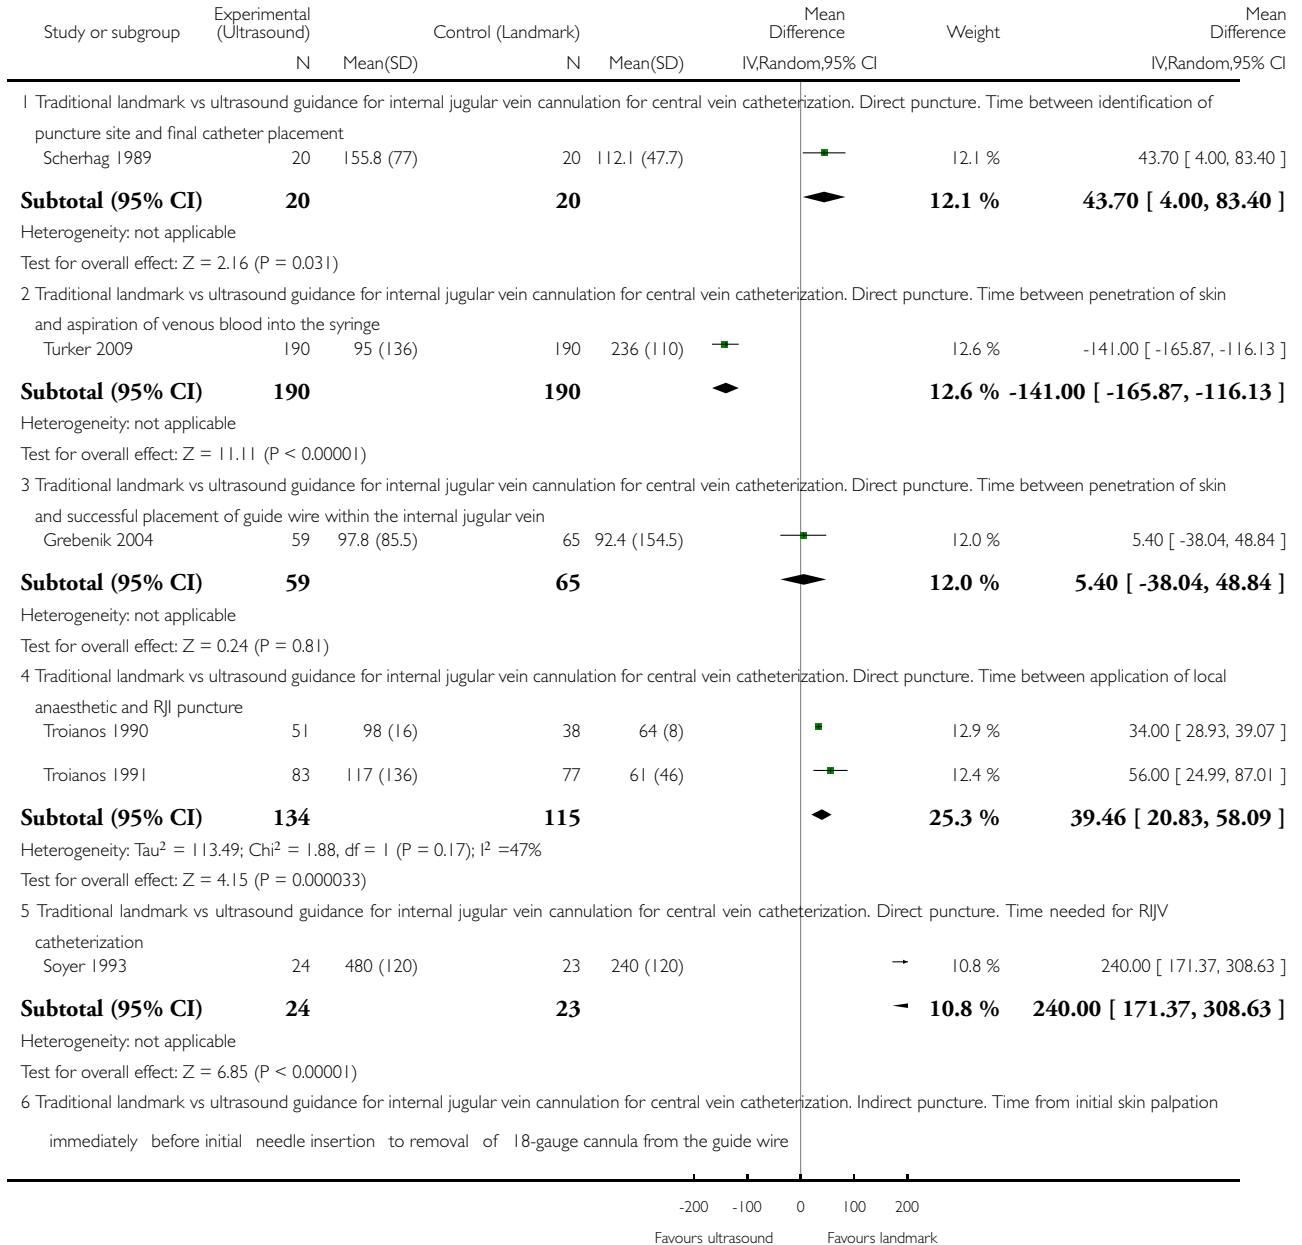 Study or subgroup Experimental (Ultrasound) Control (Landmark) Mean Difference Weight Mean Difference
N Mean(SD) N Mean(SD) IV,Random,95% CI IV,Random,95% CI
1 Traditional landmark vs ultrasound guidance for internal jugular vein cannulation for central vein catheterization. Direct puncture. Time between identification of
puncture site and final catheter placement
Scherhag 1989 20 155.8 (77) 20 112.1 (47.7) 12.1 % 43.70 [ 4.00, 83.40 ]
Subtotal (95% CI) 20 20 12.1 % 43.70 [ 4.00, 83.40 ]
Heterogeneity: not applicable
Test for overall effect: Z = 2.16 (P = 0.031)
2 Traditional landmark vs ultrasound guidance for internal jugular vein cannulation for central vein catheterization. Direct puncture. Time between penetration of skin
and aspiration of venous blood into the syringe
Turker 2009 190 95 (136) 190 236 (110) 12.6 % -141.00 [ -165.87, -116.13 ]
Subtotal (95% CI) 190 190 12.6 % -141.00 [ -165.87, -116.13 ]
Heterogeneity: not applicable
Test for overall effect: Z = 11.11 (P < 0.00001)
3 Traditional landmark vs ultrasound guidance for internal jugular vein cannulation for central vein catheterization. Direct puncture. Time between penetration of skin
and successful placement of guide wire within the internal jugular vein
Grebenik 2004 59 97.8 (85.5) 65 92.4 (154.5) 12.0 % 5.40 [ -38.04, 48.84 ]
Subtotal (95% CI) 59 65 12.0 % 5.40 [ -38.04, 48.84 ]
Heterogeneity: not applicable
Test for overall effect: Z = 0.24 (P = 0.81)
4 Traditional landmark vs ultrasound guidance for internal jugular vein cannulation for central vein catheterization. Direct puncture. Time between application of local
anaesthetic and RJI puncture
Troianos 1990 51 98 (16) 38 64 (8) 12.9 % 34.00 [ 28.93, 39.07 ]
Troianos 1991 83 117 (136) 77 61 (46) 12.4 % 56.00 [ 24.99, 87.01 ]
Subtotal (95% CI) 134 115 25.3 % 39.46 [ 20.83, 58.09 ]
Heterogeneity: Tau² = 113.49; Chi² = 1.88, df = 1 (P = 0.17); I² =47%
Test for overall effect: Z = 4.15 (P = 0.000033)
5 Traditional landmark vs ultrasound guidance for internal jugular vein cannulation for central vein catheterization. Direct puncture. Time needed for RIJV
catheterization
Soyer 1993 24 480 (120) 23 240 (120) 10.8 % 240.00 [ 171.37, 308.63 ]
Subtotal (95% CI) 24 23 10.8 % 240.00 [ 171.37, 308.63 ]
Heterogeneity: not applicable
Test for overall effect: Z = 6.85 (P < 0.00001)
6 Traditional landmark vs ultrasound guidance for internal jugular vein cannulation for central vein catheterization. Indirect puncture. Time from initial skin palpation
immediately before initial needle insertion to removal of 18-gauge cannula from the guide wire
-200 -100 0 100 200
Favours ultrasound Favours landmark